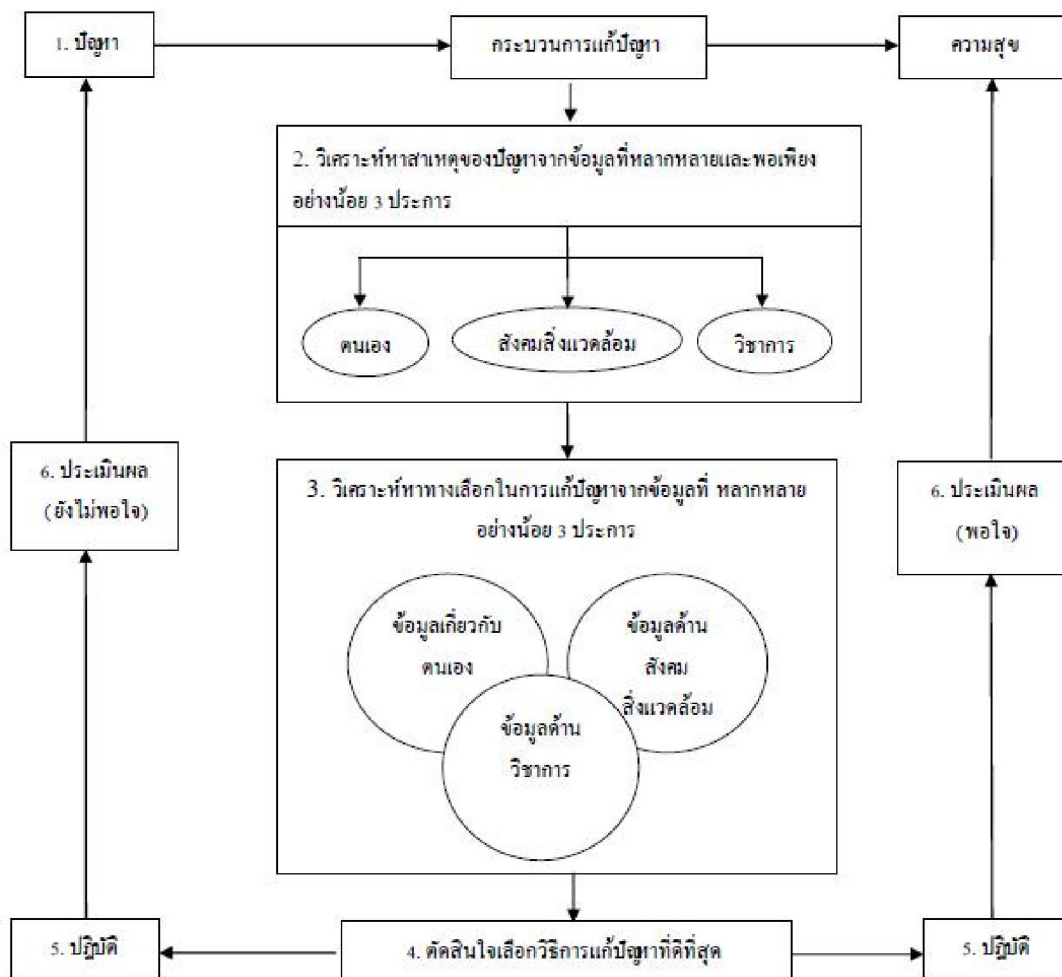 1. ปัญหา
กระบวนการแก้ปัญหา
ความสุข
2. วิเคราะห์หาสาเหตุของปัญหาจากข้อมูลที่หลากหลายและพอเพียง
อย่างน้อย 3 ประการ
ตนเอง
สังคมสิ่งแวดล้อม
วิชาการ
6. ประเมินผล
(ยังไม่พอใจ)
3. วิเคราะห์หาทางเลือกในการแก้ปัญหาจากข้อมูลที่ หลากหลาย
อย่างน้อย 3 ประการ
6. ประเมินผล
(พอใจ)
ข้อมูลเกี่ยวกับ
ตนเอง
ข้อมูลด้าน
สังคม
สิ่งแวดล้อม
ข้อมูลด้าน
วิชาการ
5. ปฏิบัติ
4. ตัดสินใจเลือกวิธีการแก้ปัญหาที่ดีที่สุด
5. ปฏิบัติ